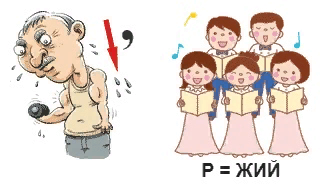 ,
Р = ЖИЙ